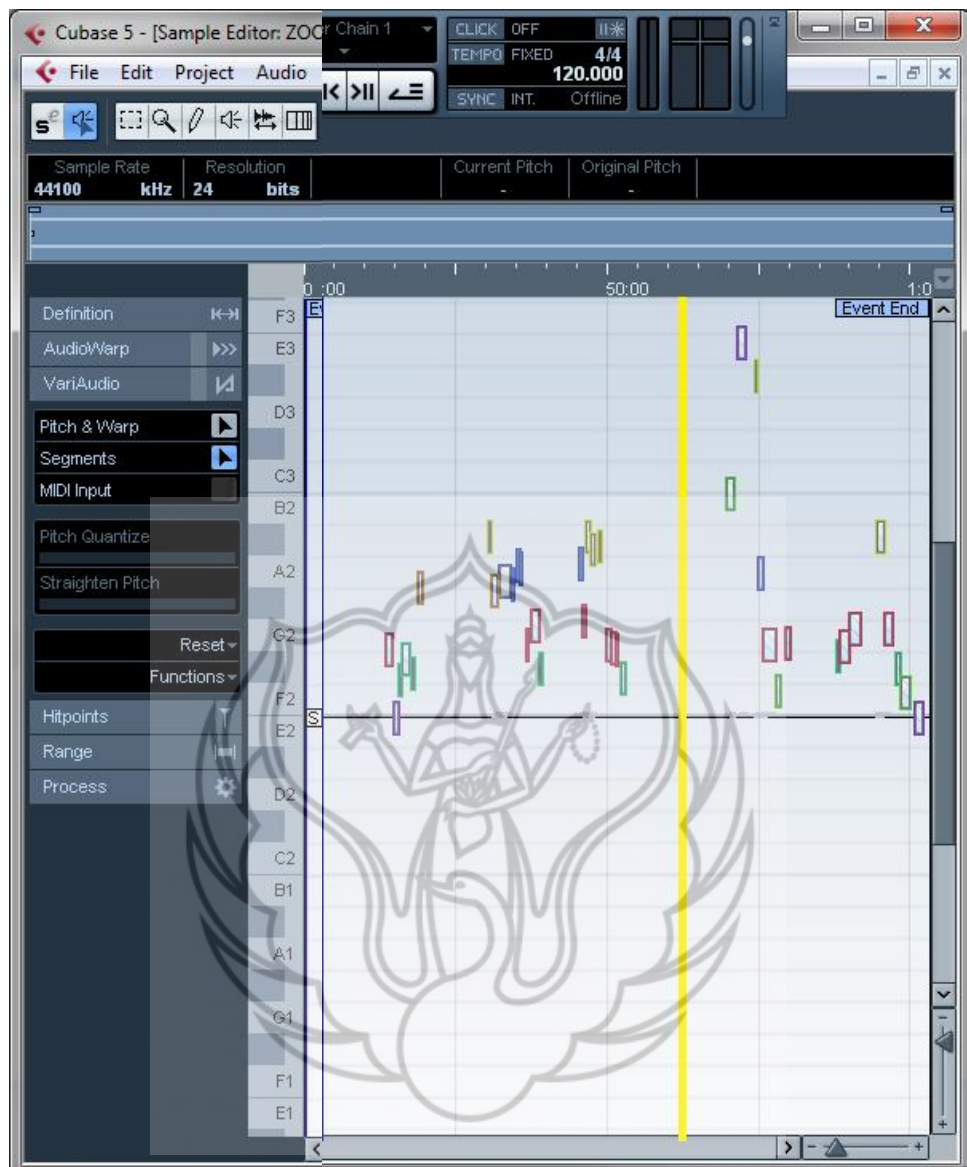 Cubase 5 - [Sample Editor: ZOO
r Chain 1
CLICK OFF
TEMPO FIXED 4/4
120.000
SYNC INT. Offline
File Edit Project Audio
Sample Rate Resolution Current Pitch Original Pitch
44100 kHz 24 bits - -
0 :00 50:00 1:0
Definition
AudioWarp
VariAudio
Pitch & Warp
Segments
MIDI Input
Pitch Quantize
Straighten Pitch
Reset
Functions
Hitpoints
Range
Process
Event End
F3
E3
D3
C3
B2
A2
G2
F2
E2
D2
C2
B1
A1
G1
F1
E1
S